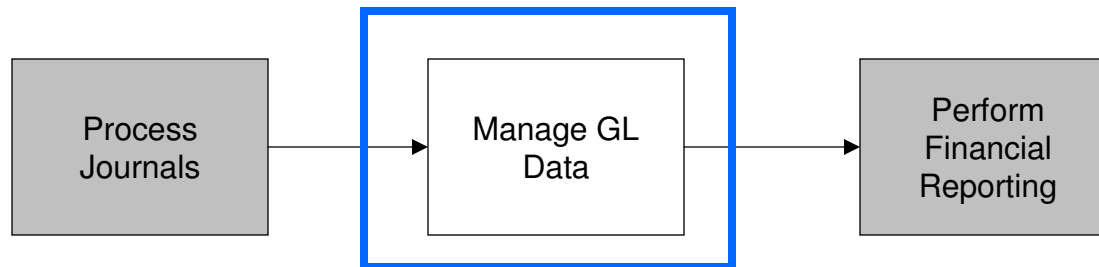 Process
Journals
Manage GL
Data
Perform
Financial
Reporting